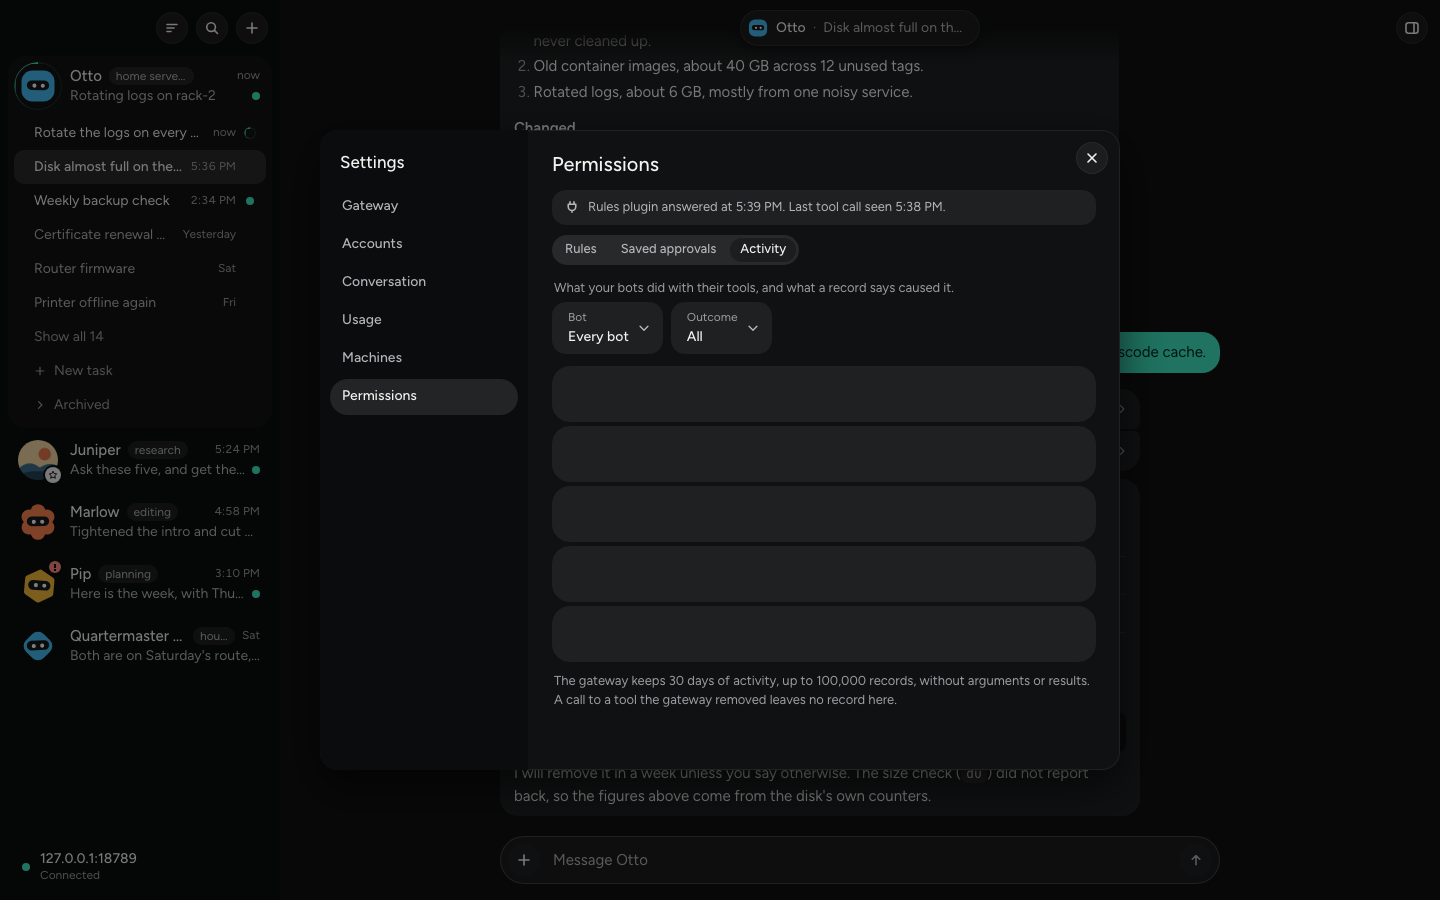 Otto · Disk almost full on th...
Otto home serve... now
Rotating logs on rack-2
Rotate the logs on every ... now
Disk almost full on the... 5:36 PM
Weekly backup check 2:34 PM
Certificate renewal ... Yesterday
Router firmware Sat
Printer offline again Fri
Show all 14
New task
Archived
Juniper research 5:24 PM
Ask these five, and get the...
Marlow editing 4:58 PM
Tightened the intro and cut ...
Pip planning 3:10 PM
Here is the week, with Thu...
Quartermaster ... hou... Sat
Both are on Saturday's route,...
127.0.0.1:18789
Connected
never cleaned up.
2. Old container images, about 40 GB across 12 unused tags.
3. Rotated logs, about 6 GB, mostly from one noisy service.
Changed
Settings
Gateway
Accounts
Conversation
Usage
Machines
Permissions
Permissions
Rules plugin answered at 5:39 PM. Last tool call seen 5:38 PM.
Rules Saved approvals Activity
What your bots did with their tools, and what a record says caused it.
Bot
Every bot
Outcome
All
The gateway keeps 30 days of activity, up to 100,000 records, without arguments or results.
A call to a tool the gateway removed leaves no record here.
scode cache.
I will remove it in a week unless you say otherwise. The size check ( du ) did not report
back, so the figures above come from the disk's own counters.
Message Otto